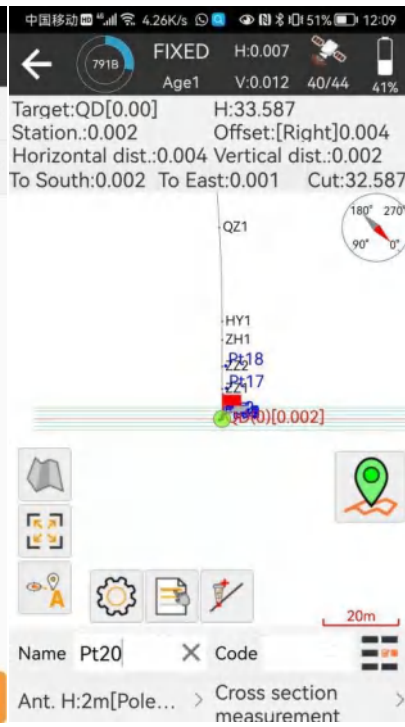 中国移动 HD 4G 4.26K/s 51% 12:09
791B FIXED H:0.007
Age1 V:0.012 40/44 41%
Target:QD[0.00] H:33.587
Station.:0.002 Offset:[Right]0.004
Horizontal dist.:0.004 Vertical dist.:0.002
To South:0.002 To East:0.001 Cut:32.587
180° 270°
90° 0°
QZ1
HY1
ZH1
ZZ2 Pt18
Pt17
ZZ1
QD(0)[0.002]
A
20m
Name Pt20 Code
Ant. H:2m[Pole... > Cross section >
measurement